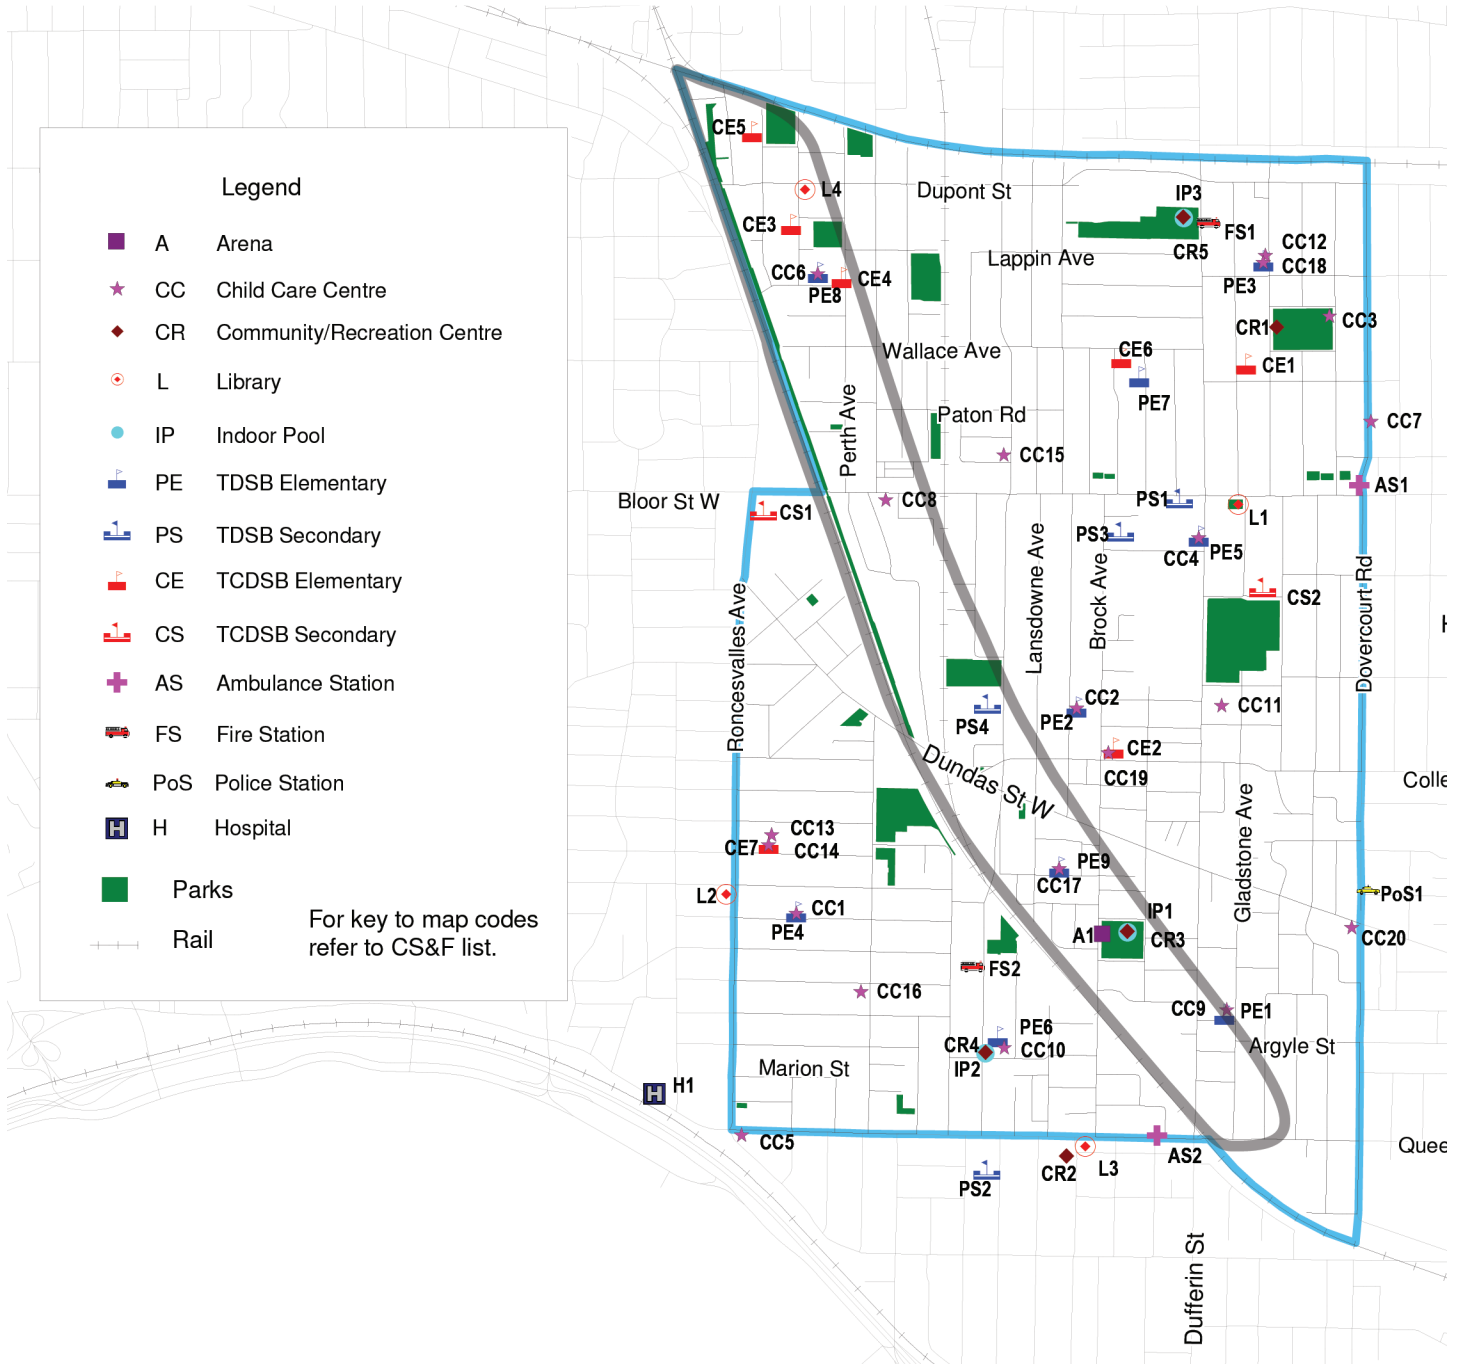 Legend
A Arena
CC Child Care Centre
CR Community/Recreation Centre
L Library
IP Indoor Pool
PE TDSB Elementary
PS TDSB Secondary
CE TCDSB Elementary
CS TCDSB Secondary
AS Ambulance Station
FS Fire Station
PoS Police Station
H Hospital
Parks
Rail
For key to map codes
refer to CS&F list.
CE5
L4
Dupont St
IP3
CE3
FS1
CC12
CR5
Lappin Ave
CC18
CC6
CE4
PE3
PE8
CR1
CC3
Wallace Ave
CE6
CE1
PE7
Perth Ave
Paton Rd
CC7
CC15
AS1
Bloor St W
CS1
CC8
PS1
L1
PS3
CC4
PE5
Lansdowne Ave
Brock Ave
Dovercourt Rd
Roncesvalles Ave
CS2
H
CC2
CC11
PE2
PS4
CE2
CC19
Dundas St W
Colle
Gladstone Ave
CC13
CE7
CC14
PE9
CC17
L2
PoS1
CC1
PE4
IP1
A1
CR3
CC20
FS2
CC16
CC9
PE1
PE6
CR4
CC10
Argyle St
IP2
Marion St
H
H1
CC5
Quee
AS2
L3
CR2
PS2
Dufferin St